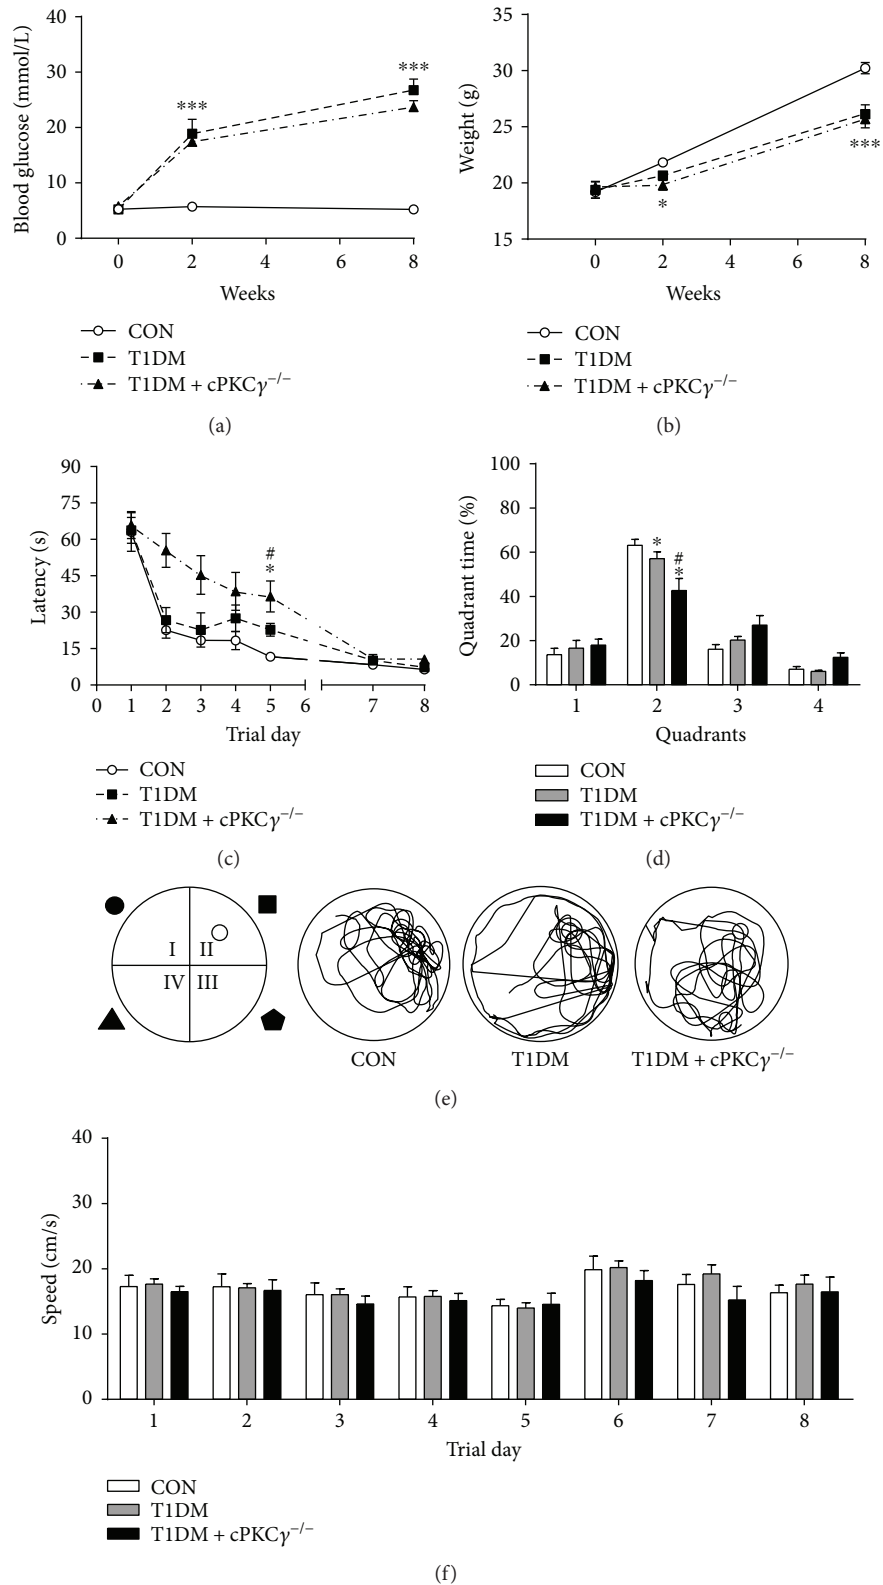 40
30
20
10
0
Blood glucose (mmol/L)
***
***
0 2 4 6 8
Weeks
CON
T1DM
T1DM + cPKCγ−/−
(a)
35
30
25
20
15
Weight (g)
*
***
0 2 4 6 8
Weeks
CON
T1DM
T1DM + cPKCγ−/−
(b)
90
75
60
45
30
15
0
Latency (s)
#
*
0 1 2 3 4 5 6 7 8
Trial day
CON
T1DM
T1DM + cPKCγ−/−
(c)
100
80
60
40
20
0
Quadrant time (%)
*
#
*
1 2 3 4
Quadrants
CON
T1DM
T1DM + cPKCγ−/−
(d)
I II
IV III
CON T1DM T1DM + cPKCγ−/−
(e)
40
30
20
10
0
Speed (cm/s)
1 2 3 4 5 6 7 8
Trial day
CON
T1DM
T1DM + cPKCγ−/−
(f)